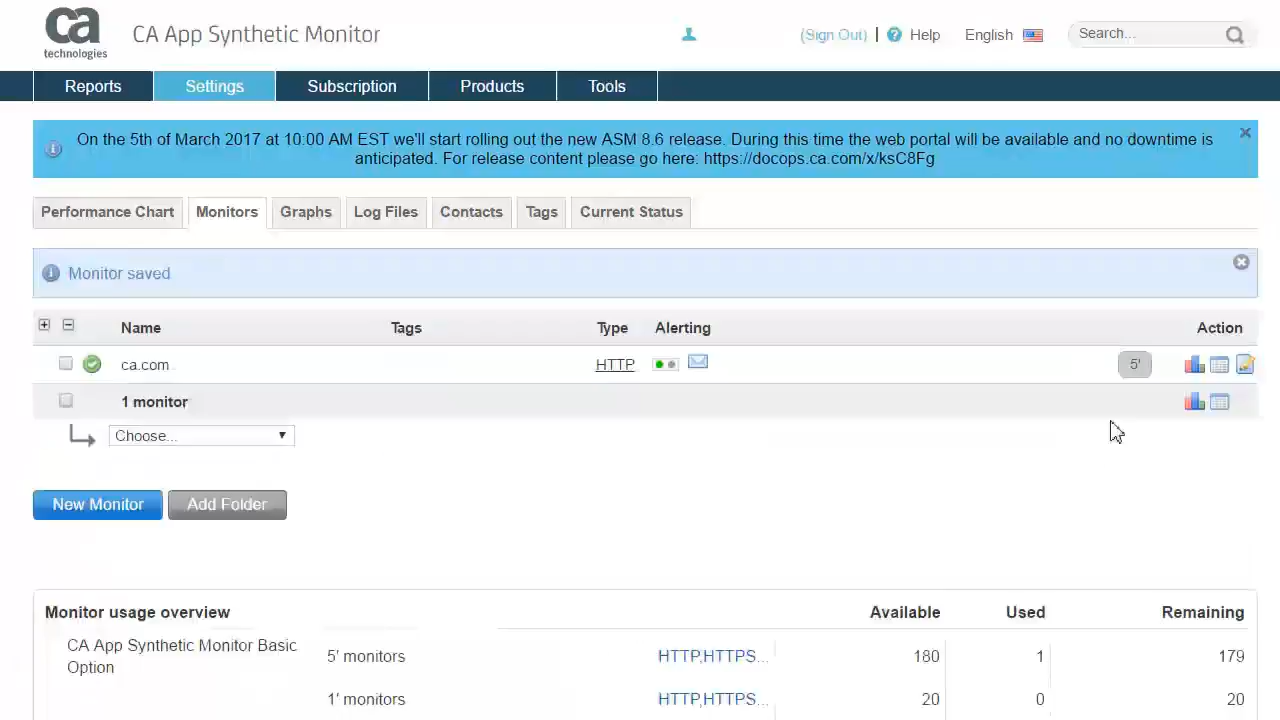 ca
technologies
CA App Synthetic Monitor
(Sign Out) | Help English Search...
Reports Settings Subscription Products Tools
On the 5th of March 2017 at 10:00 AM EST we'll start rolling out the new ASM 8.6 release. During this time the web portal will be available and no downtime is
anticipated. For release content please go here: https://docops.ca.com/x/ksC8Fg
Performance Chart Monitors Graphs Log Files Contacts Tags Current Status
Monitor saved
Name Tags Type Alerting Action
ca.com HTTP 5'
1 monitor
Choose...
New Monitor Add Folder
Monitor usage overview Available Used Remaining
CA App Synthetic Monitor Basic
Option
5' monitors HTTP,HTTPS... 180 1 179
1' monitors HTTP,HTTPS... 20 0 20